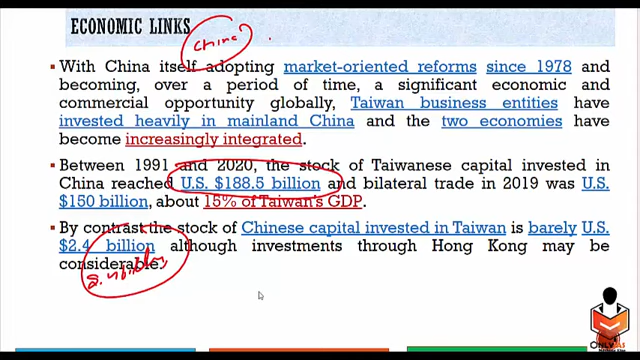 ECONOMIC LINKS
China
With China itself adopting market-oriented reforms since 1978 and
becoming, over a period of time, a significant economic and
commercial opportunity globally, Taiwan business entities have
invested heavily in mainland China and the two economies have
become increasingly integrated.
Between 1991 and 2020, the stock of Taiwanese capital invested in
China reached U.S. $188.5 billion and bilateral trade in 2019 was U.S.
$150 billion, about 15% of Taiwan's GDP.
By contrast the stock of Chinese capital invested in Taiwan is barely U.S.
$2.4 billion although investments through Hong Kong may be
considerable.
ONLYIAS